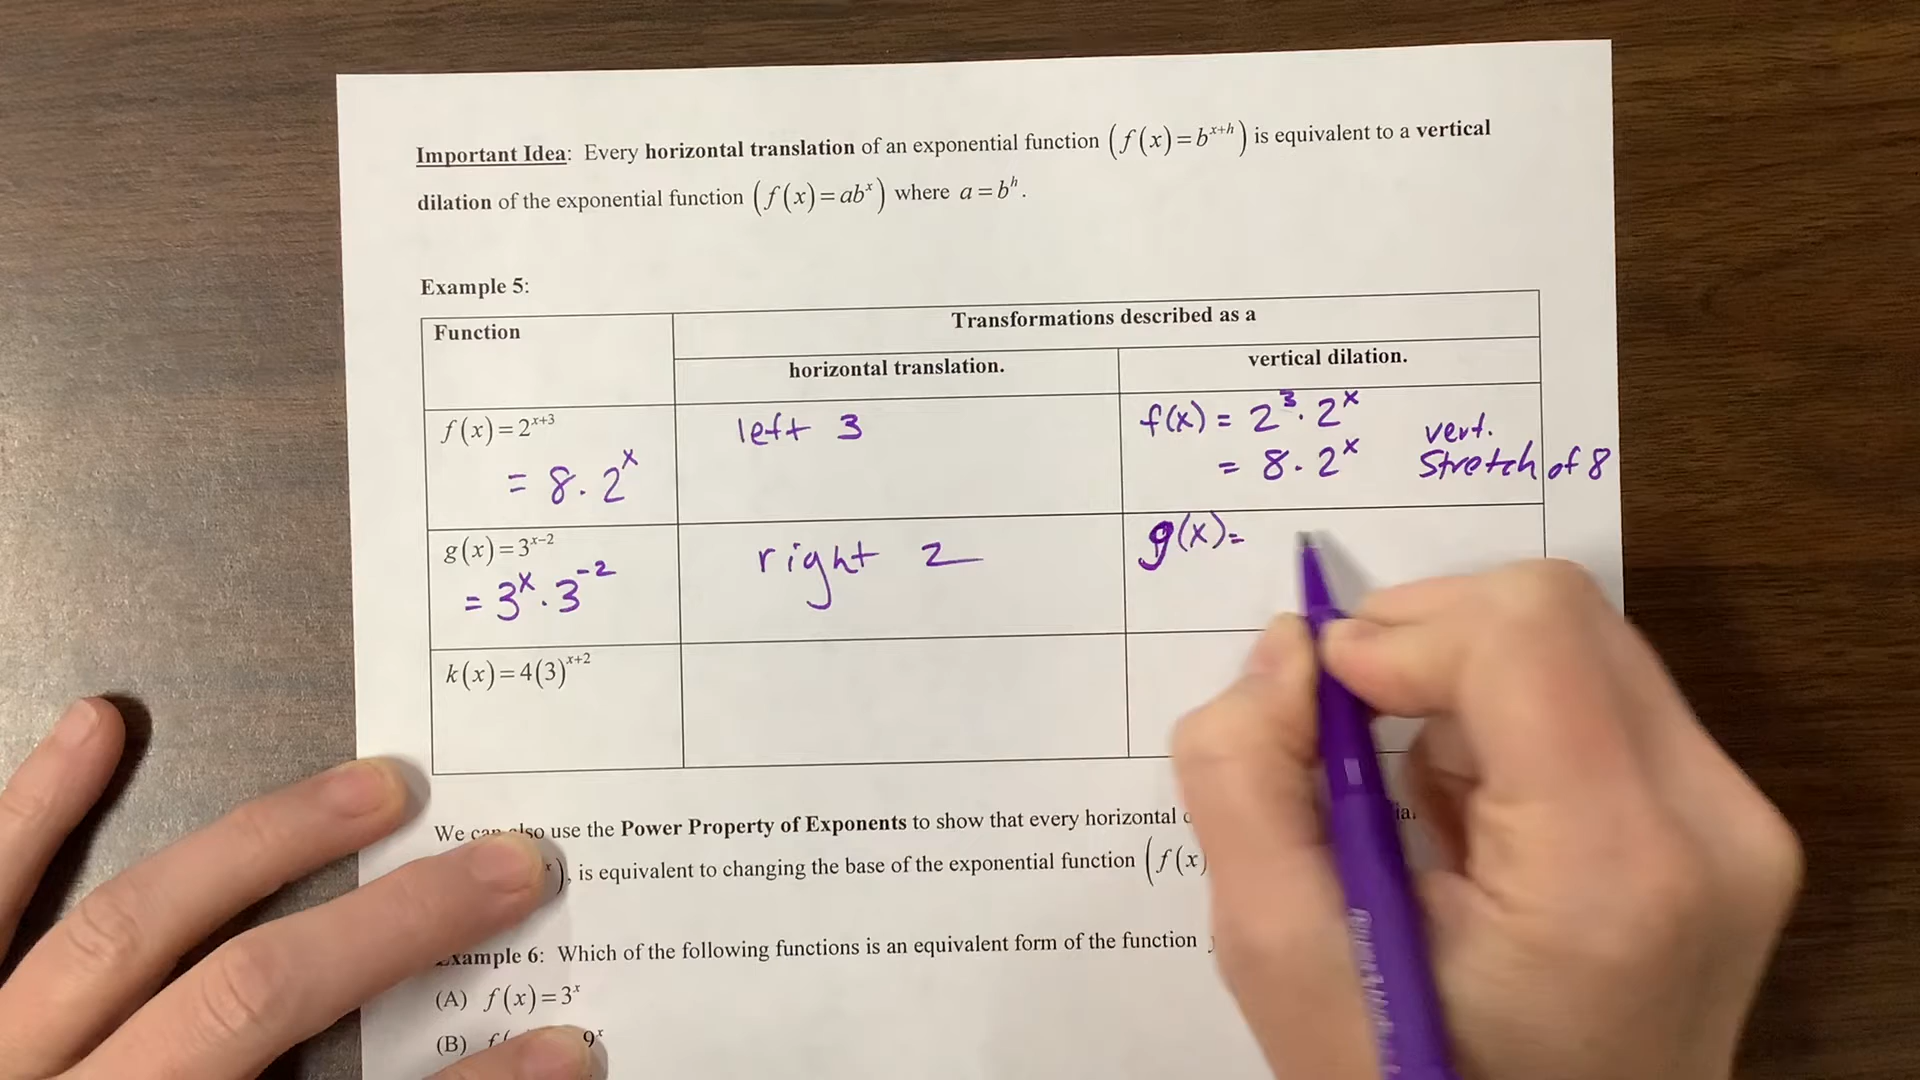 Important Idea: Every horizontal translation of an exponential function (f(x)=b^{x+h}) is equivalent to a vertical
dilation of the exponential function (f(x)=ab^x) where a=b^h.
Example 5:
Function
Transformations described as a
horizontal translation.
vertical dilation.
f(x)=2^{x+3}
= 8·2^x
left 3
f(x) = 2^3·2^x
= 8·2^x
vert.
Stretch of 8
g(x)=3^{x-2}
= 3^x·3^{-2}
right 2
g(x)=
k(x)=4(3)^{x+2}
We can also use the Power Property of Exponents to show that every horizontal
, is equivalent to changing the base of the exponential function (f(x)
Example 6: Which of the following functions is an equivalent form of the function
(A) f(x)=3^x
(B) f( 9^x